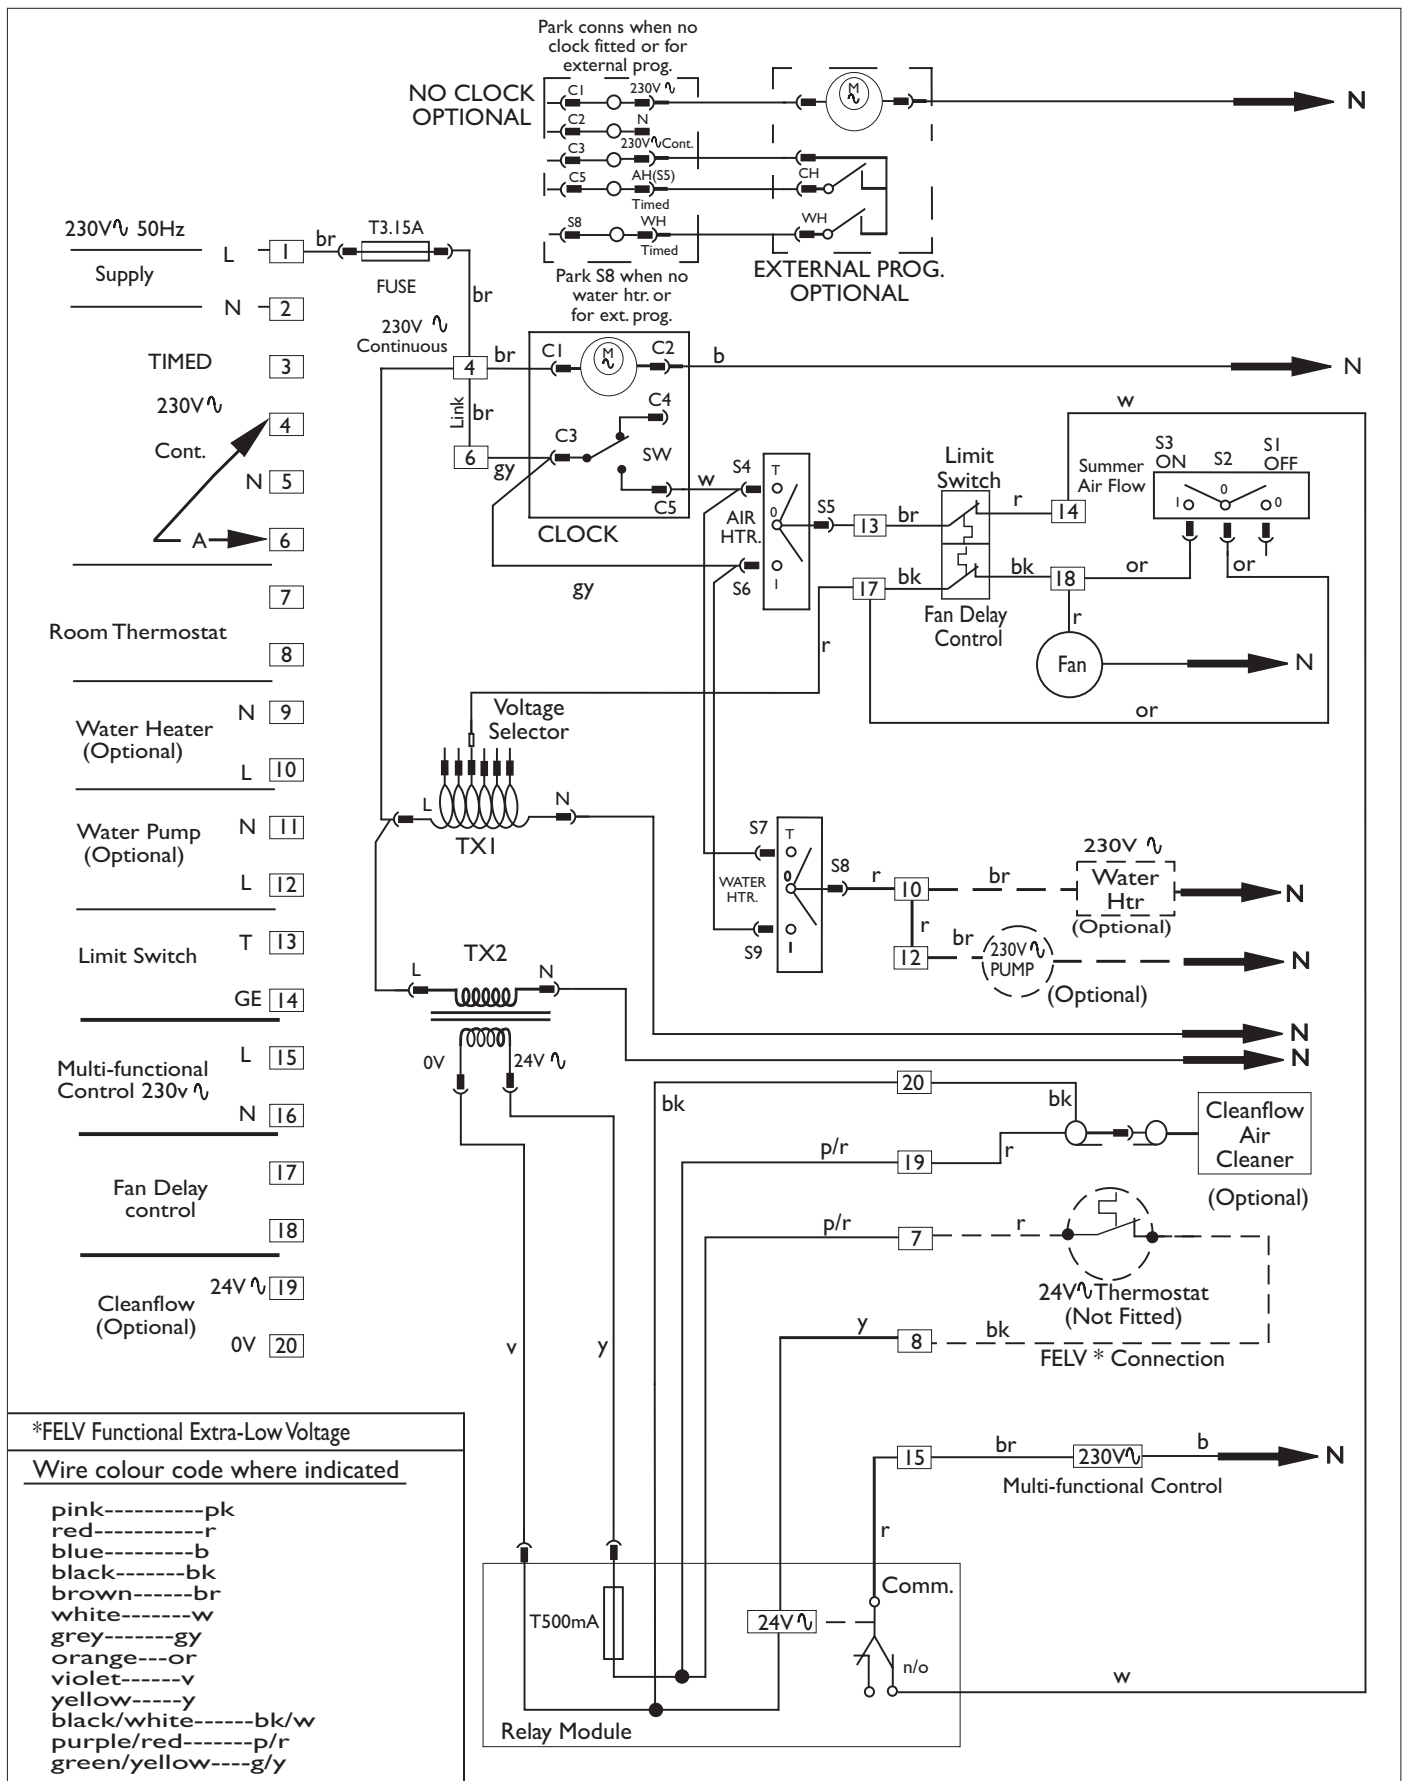 Park conns when no
clock fitted or for
external prog.
NO CLOCK
OPTIONAL
C1
230V
C2
N
C3
230V Cont.
C5
AH(S5)
Timed
S8
WH
Timed
Park S8 when no
water htr. or
for ext. prog.
M
CH
WH
EXTERNAL PROG.
OPTIONAL
N
230V 50Hz
Supply
L
1
br
T3.15A
FUSE
br
N
2
TIMED
3
230V
Cont.
4
N
5
A
6
7
Room Thermostat
8
Water Heater
(Optional)
N
9
L
10
Water Pump
(Optional)
N
11
L
12
Limit Switch
T
13
GE
14
Multi-functional
Control 230v
L
15
N
16
Fan Delay
control
17
18
Cleanflow
(Optional)
24V
19
0V
20
230V
Continuous
4
br
Link
br
6
gy
C1
M
C2
C4
C3
SW
C5
CLOCK
b
N
w
gy
S4
T
0
AIR
HTR.
S5
S6
I
13
br
Limit
Switch
r
14
w
Summer
Air Flow
S3
ON
S2
S1
OFF
I
0
0
17
bk
bk
18
or
or
Fan Delay
Control
r
Fan
N
or
r
Voltage
Selector
L
N
TX1
S7
T
0
WATER
HTR.
S8
S9
I
r
10
br
230V
Water
Htr
(Optional)
N
r
12
br
230V
PUMP
(Optional)
N
N
N
TX2
L
N
0V
24V
bk
20
bk
Cleanflow
Air
Cleaner
(Optional)
p/r
19
r
p/r
7
r
24V Thermostat
(Not Fitted)
y
8
bk
FELV * Connection
v
y
15
br
230V
b
N
Multi-functional Control
r
T500mA
24V
Comm.
n/o
w
Relay Module
*FELV Functional Extra-Low Voltage
Wire colour code where indicated
pink----------pk
red-----------r
blue---------b
black-------bk
brown------br
white-------w
grey-------gy
orange---or
violet------v
yellow-----y
black/white------bk/w
purple/red-------p/r
green/yellow----g/y